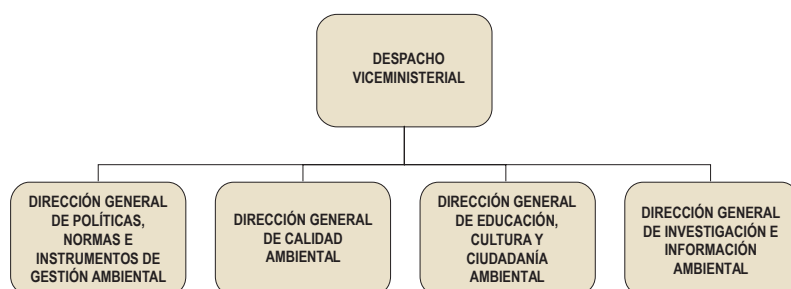 DESPACHO
VICEMINISTERIAL
DIRECCIÓN GENERAL
DE POLÍTICAS,
NORMAS E
INSTRUMENTOS DE
GESTIÓN AMBIENTAL
DIRECCIÓN GENERAL
DE CALIDAD
AMBIENTAL
DIRECCIÓN GENERAL
DE EDUCACIÓN,
CULTURA Y
CIUDADANÍA
AMBIENTAL
DIRECCIÓN GENERAL
DE INVESTIGACIÓN E
INFORMACIÓN
AMBIENTAL